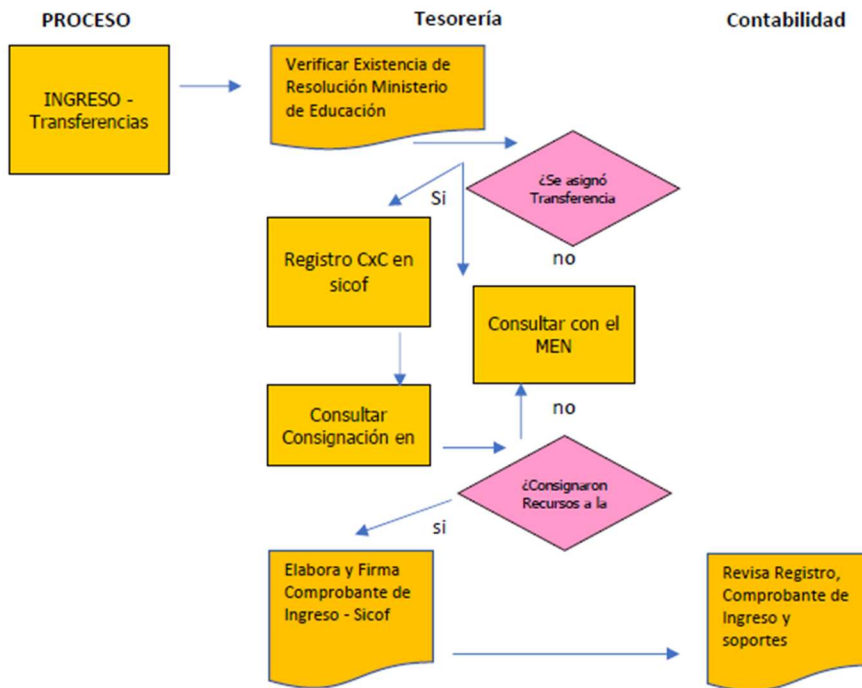 PROCESO
Tesorería
Contabilidad
INGRESO -
Transferencias
Verificar Existencia de
Resolución Ministerio
de Educación
¿Se asignó
Transferencia
Si
no
Registro CxC en
sicof
Consultar con el
MEN
Consultar
Consignación en
no
¿Consignaron
Recursos a la
si
Elabora y Firma
Comprobante de
Ingreso - Sicof
Revisa Registro,
Comprobante de
Ingreso y
soportes